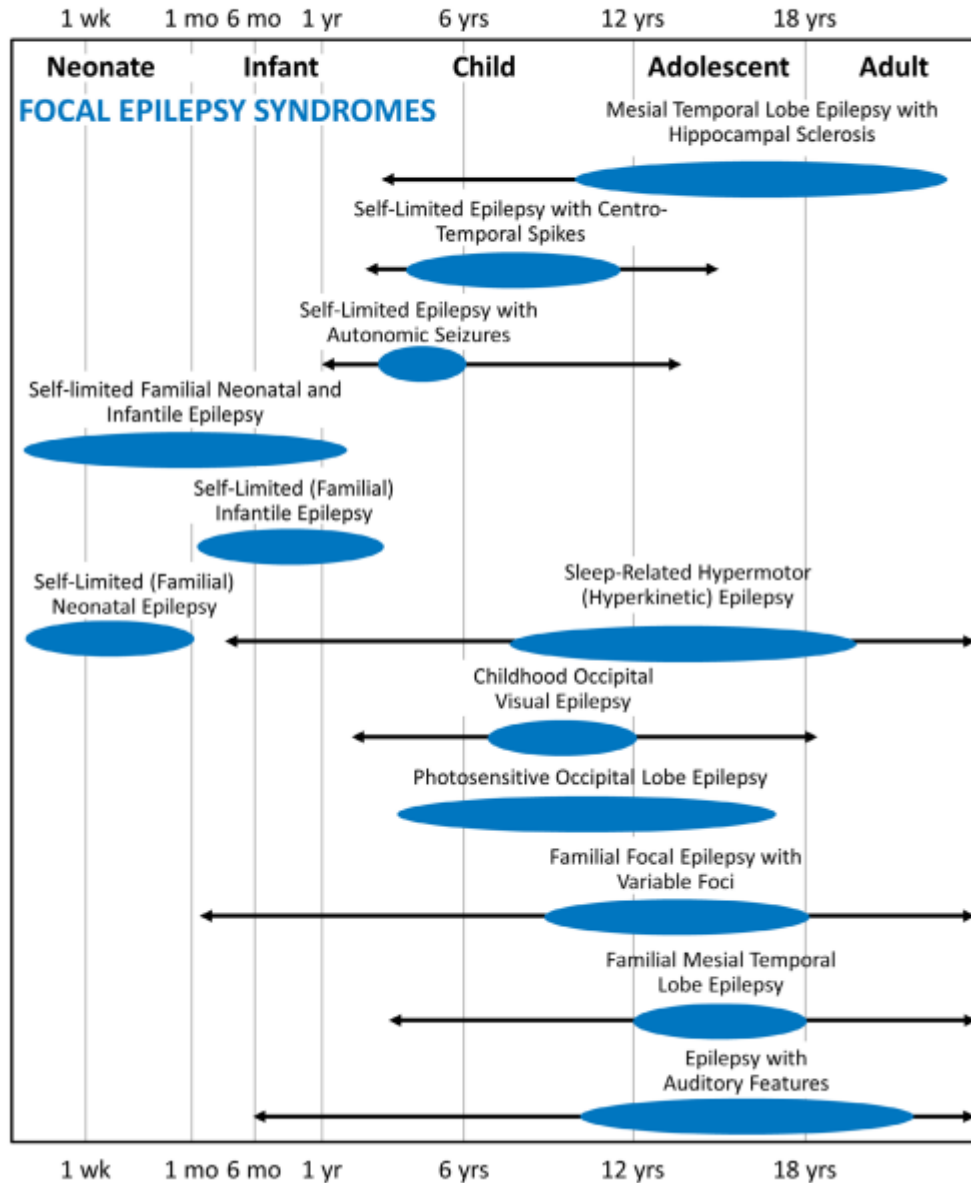 1 wk 1 mo 6 mo 1 yr 6 yrs 12 yrs 18 yrs
Neonate Infant Child Adolescent Adult
FOCAL EPILEPSY SYNDROMES
Mesial Temporal Lobe Epilepsy with
Hippocampal Sclerosis
Self-Limited Epilepsy with Centro-
Temporal Spikes
Self-Limited Epilepsy with
Autonomic Seizures
Self-limited Familial Neonatal and
Infantile Epilepsy
Self-Limited (Familial)
Infantile Epilepsy
Self-Limited (Familial)
Neonatal Epilepsy
Sleep-Related Hypermotor
(Hyperkinetic) Epilepsy
Childhood Occipital
Visual Epilepsy
Photosensitive Occipital Lobe Epilepsy
Familial Focal Epilepsy with
Variable Foci
Familial Mesial Temporal
Lobe Epilepsy
Epilepsy with
Auditory Features
1 wk 1 mo 6 mo 1 yr 6 yrs 12 yrs 18 yrs